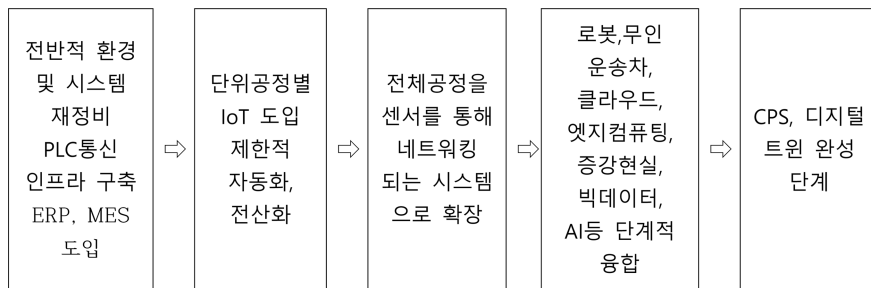 전반적 환경
및 시스템
재정비
PLC통신
인프라 구축
ERP, MES
도입
단위공정별
IoT 도입
제한적
자동화,
전산화
전체공정을
센서를 통해
네트워킹
되는 시스템
으로 확장
로봇,무인
운송차,
클라우드,
엣지컴퓨팅,
증강현실,
빅데이터,
AI등 단계적
융합
CPS, 디지털
트윈 완성
단계